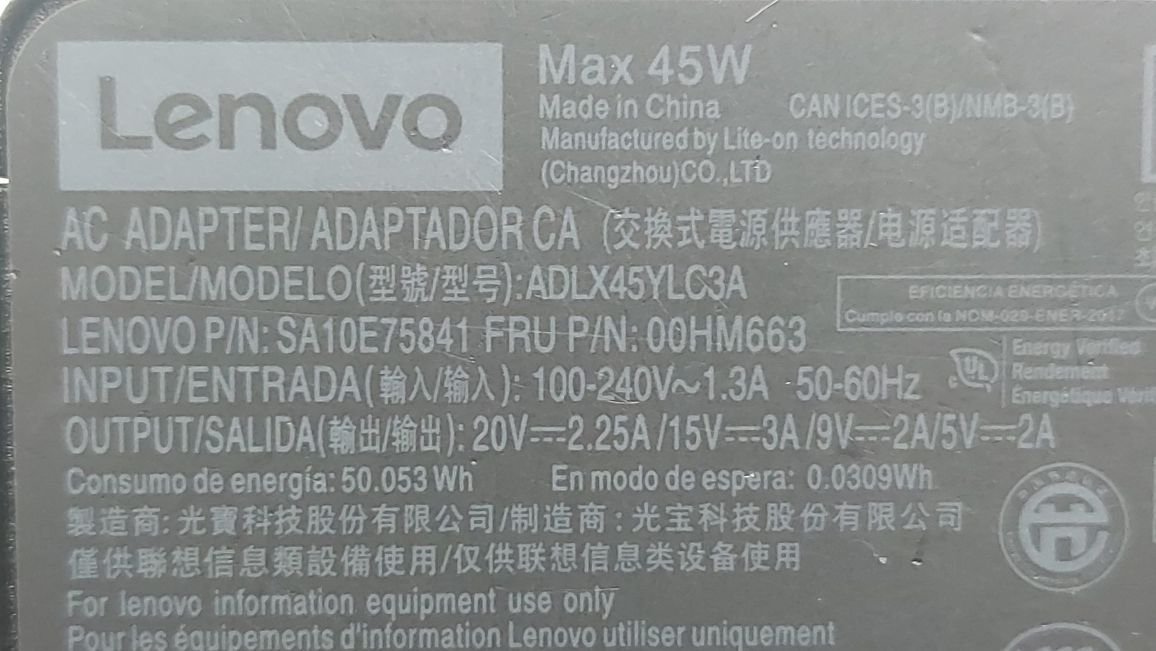 Lenovo
Max 45W
Made in China CAN ICES-3(B)/NMB-3(B)
Manufactured by Lite-on technology
(Changzhou)CO.,LTD
AC ADAPTER/ ADAPTADOR CA (交換式電源供應器/电源适配器)
MODEL/MODELO(型號/型号):ADLX45YLC3A
EFICIENCIA ENERGÉTICA
Cumple con la NOM-029-ENER-2017
LENOVO P/N: SA10E75841 FRU P/N: 00HM663
c UL
Energy Verified
Rendement
Énergétique
INPUT/ENTRADA(輸入/输入): 100-240V~1.3A 50-60Hz
OUTPUT/SALIDA(輸出/输出): 20V⎓2.25A/15V⎓3A/9V⎓2A/5V⎓2A
Consumo de energía: 50.053 Wh En modo de espera: 0.0309Wh
製造商: 光寶科技股份有限公司/制造商: 光宝科技股份有限公司
僅供聯想信息類設備使用/仅供联想信息类设备使用
For lenovo information equipment use only
Pour les équipements d'information Lenovo utiliser uniquement